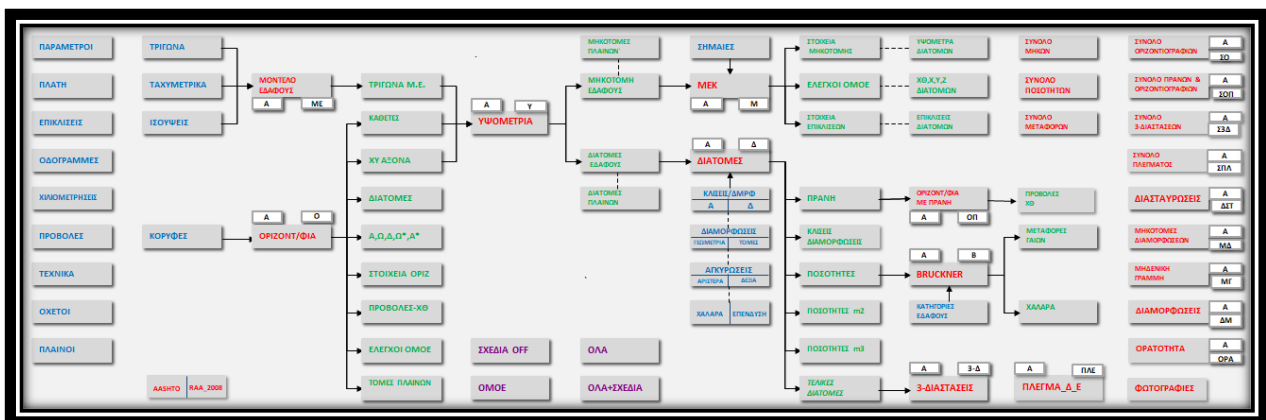 ΠΑΡΑΜΕΤΡΟΙ
ΠΛΑΤΗ
ΕΠΙΚΛΙΣΕΙΣ
ΟΔΟΓΡΑΜΜΕΣ
ΧΙΛΙΟΜΕΤΡΗΣΕΙΣ
ΠΡΟΒΟΛΕΣ
ΤΕΧΝΙΚΑ
ΟΧΕΤΟΙ
ΠΛΑΙΝΟΙ
ΤΡΙΓΩΝΑ
ΤΑΧΥΜΕΤΡΙΚΑ
ΙΣΟΥΨΕΙΣ
ΚΟΡΥΦΕΣ
AASHTO
RAA_2008
ΜΟΝΤΕΛΟ
ΕΔΑΦΟΥΣ
Α
ΜΕ
Α
Ο
ΟΡΙΖΟΝΤ/ΦΙΑ
ΤΡΙΓΩΝΑ Μ.Ε.
ΚΑΘΕΤΕΣ
ΧΥ ΑΞΟΝΑ
ΔΙΑΤΟΜΕΣ
Α,Ω,Δ,Ω*,Α*
ΣΤΟΙΧΕΙΑ ΟΡΙΖ
ΠΡΟΒΟΛΕΣ-ΧΘ
ΕΛΕΓΧΟΙ ΟΜΟΕ
ΤΟΜΕΣ ΠΛΑΙΝΩΝ
Α
Υ
ΥΨΟΜΕΤΡΙΑ
ΣΧΕΔΙΑ OFF
ΟΜΟΕ
ΜΗΚΟΤΟΜΕΣ
ΠΛΑΙΝΩΝ
ΜΗΚΟΤΟΜΗ
ΕΔΑΦΟΥΣ
ΔΙΑΤΟΜΕΣ
ΕΔΑΦΟΥΣ
ΔΙΑΤΟΜΕΣ
ΠΛΑΙΝΩΝ
ΟΛΑ
ΟΛΑ+ΣΧΕΔΙΑ
ΣΗΜΑΙΕΣ
ΜΕΚ
Α
Μ
Α
Δ
ΔΙΑΤΟΜΕΣ
ΚΛΙΣΕΙΣ/ΔΜΡΦ
Α
Δ
ΔΙΑΜΟΡΦΩΣΕΙΣ
ΓΕΩΜΕΤΡΙΑ
ΤΟΜΕΣ
ΑΓΚΥΡΩΣΕΙΣ
ΑΡΙΣΤΕΡΑ
ΔΕΞΙΑ
ΧΑΛΑΡΑ
ΕΠΕΝΔΥΣΗ
ΣΤΟΙΧΕΙΑ
ΜΗΚΟΤΟΜΗΣ
ΕΛΕΓΧΟΙ ΟΜΟΕ
ΣΤΟΙΧΕΙΑ
ΕΠΙΚΛΙΣΕΩΝ
ΠΡΑΝΗ
ΚΛΙΣΕΙΣ
ΔΙΑΜΟΡΦΩΣΕΙΣ
ΠΟΣΟΤΗΤΕΣ
ΠΟΣΟΤΗΤΕΣ m2
ΠΟΣΟΤΗΤΕΣ m3
ΤΕΛΙΚΕΣ
ΔΙΑΤΟΜΕΣ
ΥΨΟΜΕΤΡΑ
ΔΙΑΤΟΜΩΝ
ΧΘ,Χ,Υ,Ζ
ΔΙΑΤΟΜΩΝ
ΕΠΙΚΛΙΣΕΙΣ
ΔΙΑΤΟΜΩΝ
ΟΡΙΖΟΝΤ/ΦΙΑ
ΜΕ ΠΡΑΝΗ
Α
ΟΠ
Α
Β
BRUCKNER
ΚΑΤΗΓΟΡΙΕΣ
ΕΔΑΦΟΥΣ
Α
3-Δ
3-ΔΙΑΣΤΑΣΕΙΣ
ΣΥΝΟΛΟ
ΜΗΚΩΝ
ΣΥΝΟΛΟ
ΠΟΣΟΤΗΤΩΝ
ΣΥΝΟΛΟ
ΜΕΤΑΦΟΡΩΝ
ΠΡΟΒΟΛΕΣ
ΧΘ
ΜΕΤΑΦΟΡΕΣ
ΓΑΙΩΝ
ΧΑΛΑΡΑ
Α
ΠΛΕ
ΠΛΕΓΜΑ_Δ_Ε
ΣΥΝΟΛΟ
ΟΡΙΖΟΝΤΙΟΓΡΑΦΙΩΝ
Α
ΣΟ
ΣΥΝΟΛΟ ΠΡΑΝΩΝ &
ΟΡΙΖΟΝΤΙΟΓΡΑΦΙΩΝ
Α
ΣΟΠ
ΣΥΝΟΛΟ
3-ΔΙΑΣΤΑΣΕΩΝ
Α
Σ3Δ
ΣΥΝΟΛΟ
ΠΛΕΓΜΑΤΟΣ
Α
ΣΠΛ
ΔΙΑΣΤΑΥΡΩΣΕΙΣ
Α
ΔΣΤ
ΜΗΚΟΤΟΜΕΣ
ΔΙΑΜΟΡΦΩΣΕΩΝ
Α
ΜΔ
ΜΗΔΕΝΙΚΗ
ΓΡΑΜΜΗ
Α
ΜΓ
ΔΙΑΜΟΡΦΩΣΕΙΣ
Α
ΔΜ
ΟΡΑΤΟΤΗΤΑ
Α
ΟΡΑ
ΦΩΤΟΓΡΑΦΙΕΣ